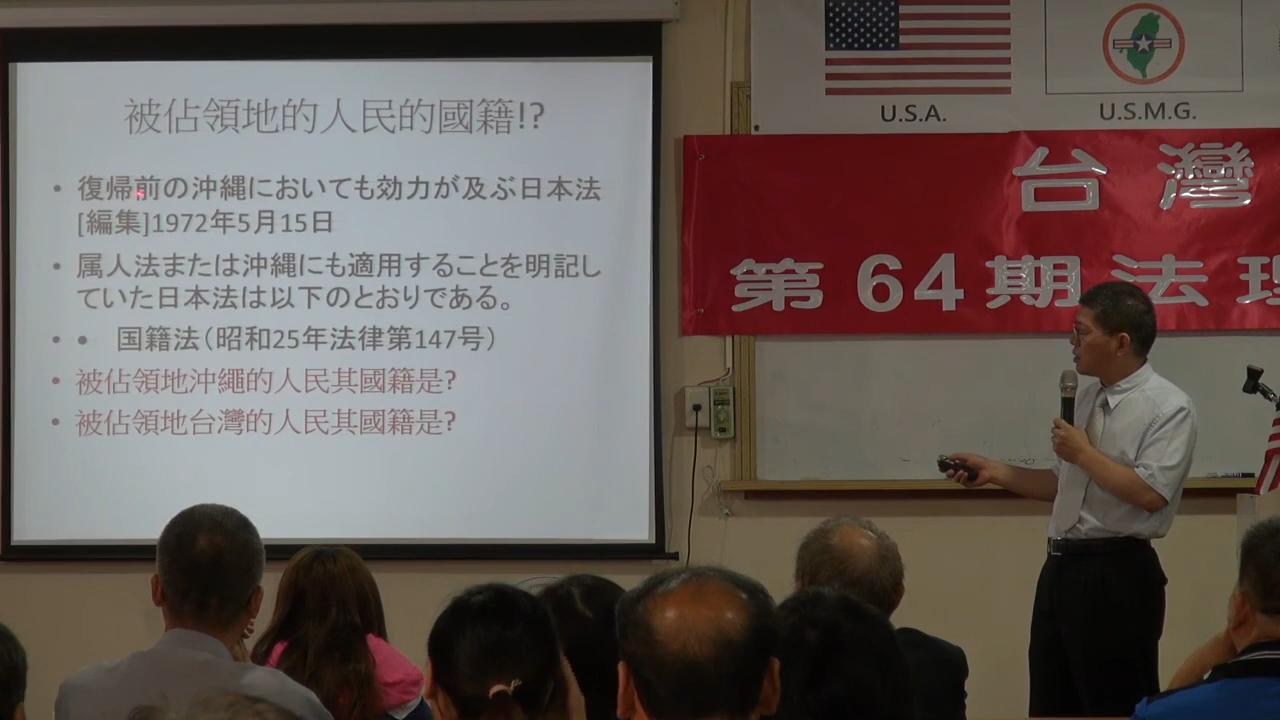 被佔領地的人民的國籍!?
• 復帰前の沖縄においても効力が及ぶ日本法
[編集]1972年5月15日
• 属人法または沖縄にも適用することを明記し
ていた日本法は以下のとおりである。
• • 国籍法（昭和25年法律第147号）
• 被佔領地沖繩的人民其國籍是?
• 被佔領地台灣的人民其國籍是?
U.S.A.
U.S.M.G.
台灣
第64期法理